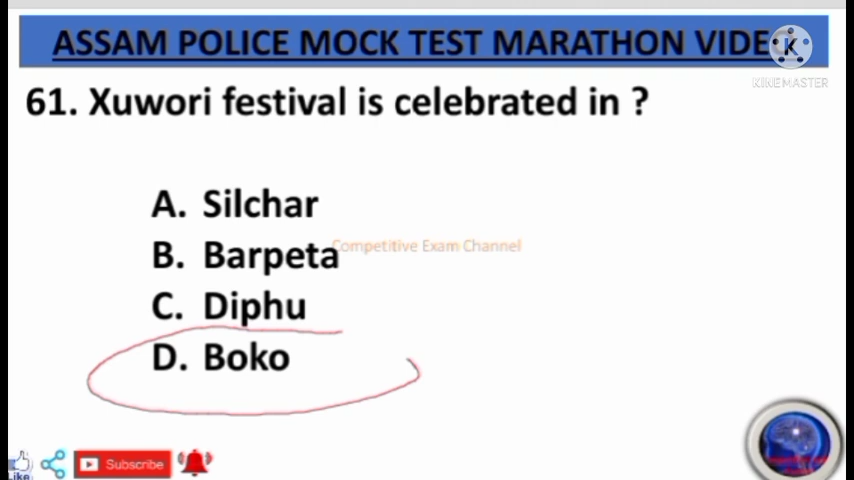 ASSAM POLICE MOCK TEST MARATHON VIDE
KINEMASTER
61. Xuwori festival is celebrated in ?
A. Silchar
B. Barpeta
Competitive Exam Channel
C. Diphu
D. Boko
Like
Subscribe